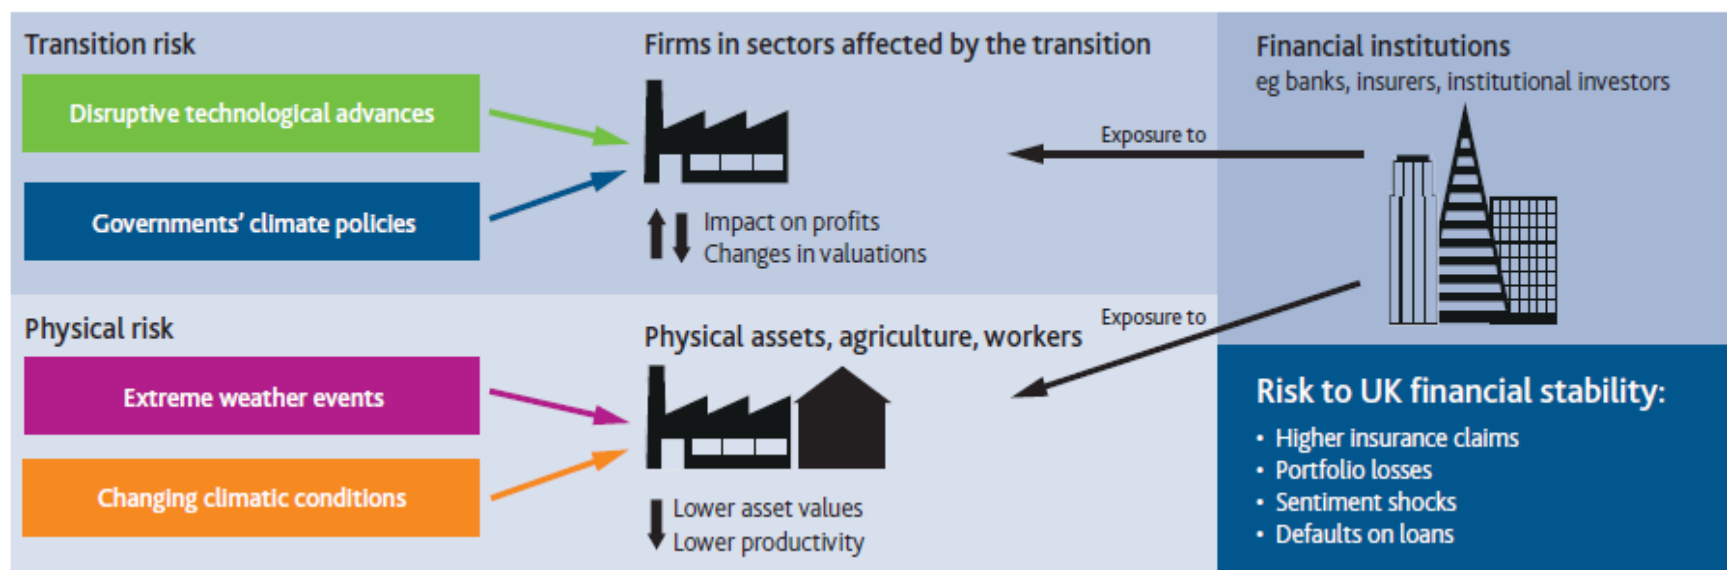 Transition risk
Disruptive technological advances
Governments' climate policies
Firms in sectors affected by the transition
Impact on profits
Changes in valuations
Exposure to
Financial institutions
eg banks, insurers, institutional investors
Physical risk
Extreme weather events
Changing climatic conditions
Physical assets, agriculture, workers
Lower asset values
Lower productivity
Exposure to
Risk to UK financial stability:
• Higher insurance claims
• Portfolio losses
• Sentiment shocks
• Defaults on loans